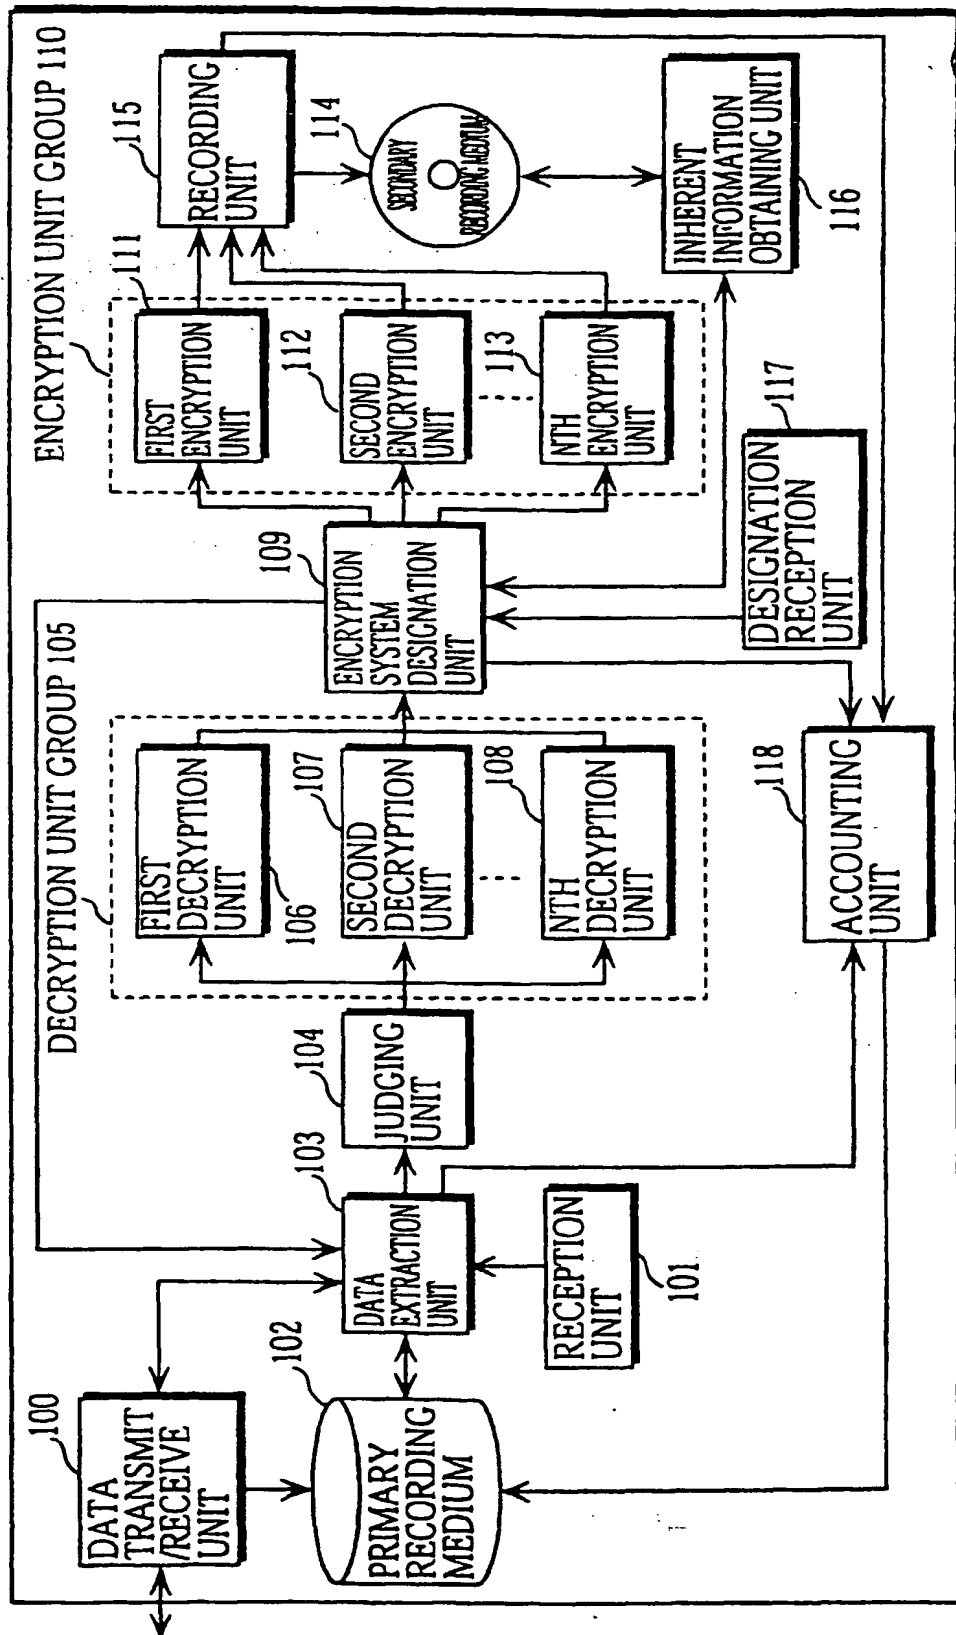 100
DATA
TRANSMIT
/RECEIVE
UNIT
102
PRIMARY
RECORDING
MEDIUM
103
DATA
EXTRACTION
UNIT
RECEPTION
UNIT
101
104
JUDGING
UNIT
DECRYPTION UNIT GROUP 105
FIRST
DECRYPTION
UNIT
106
107
SECOND
DECRYPTION
UNIT
108
NTH
DECRYPTION
UNIT
118
ACCOUNTING
UNIT
109
ENCRYPTION
SYSTEM
DESIGNATION
UNIT
DESIGNATION
RECEPTION
UNIT
117
ENCRYPTION UNIT GROUP 110
111
FIRST
ENCRYPTION
UNIT
112
SECOND
ENCRYPTION
UNIT
113
NTH
ENCRYPTION
UNIT
115
RECORDING
UNIT
114
SECONDARY
RECORDING MEDIUM
INHERENT
INFORMATION
OBTAINING UNIT
116